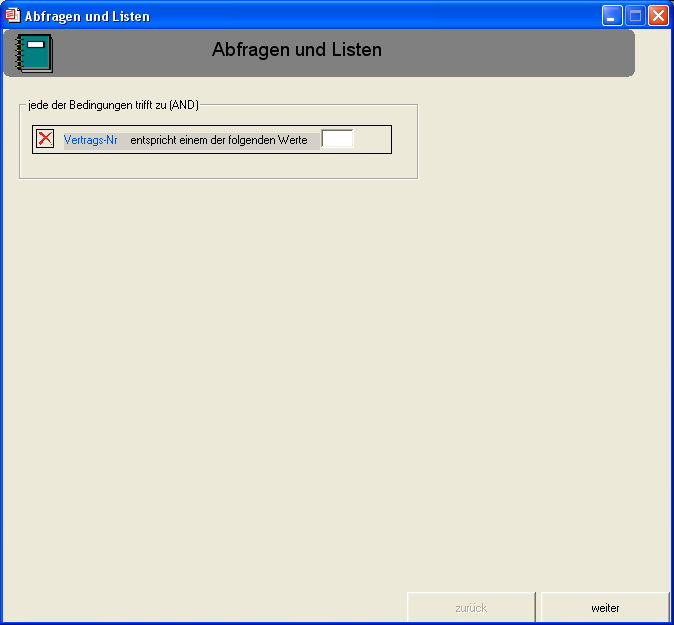 Abfragen und Listen
Abfragen und Listen
jede der Bedingungen trifft zu (AND)
Vertrags-Nr entspricht einem der folgenden Werte
zurück weiter